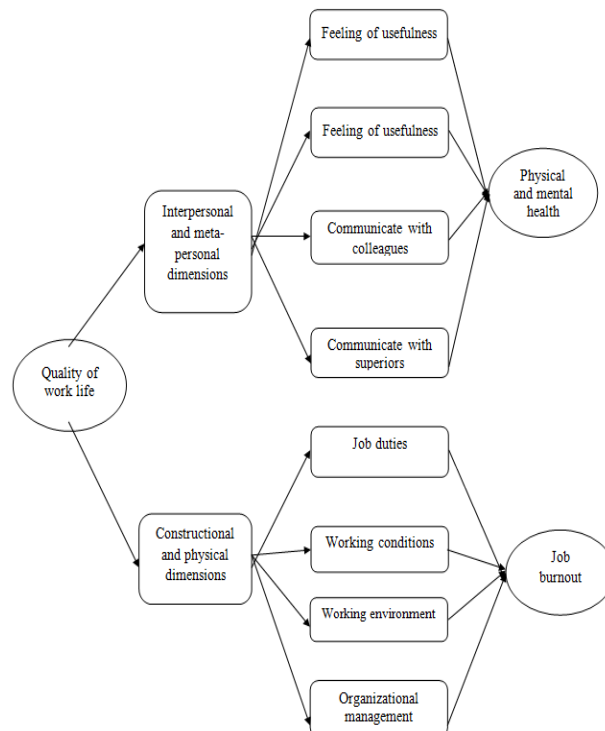 Feeling of usefulness
Feeling of usefulness
Physical
and mental
health
Interpersonal
and meta-
personal
dimensions
Communicate with
colleagues
Communicate with
superiors
Quality of
work life
Job duties
Constructional
and physical
dimensions
Working conditions
Job
burnout
Working environment
Organizational
management